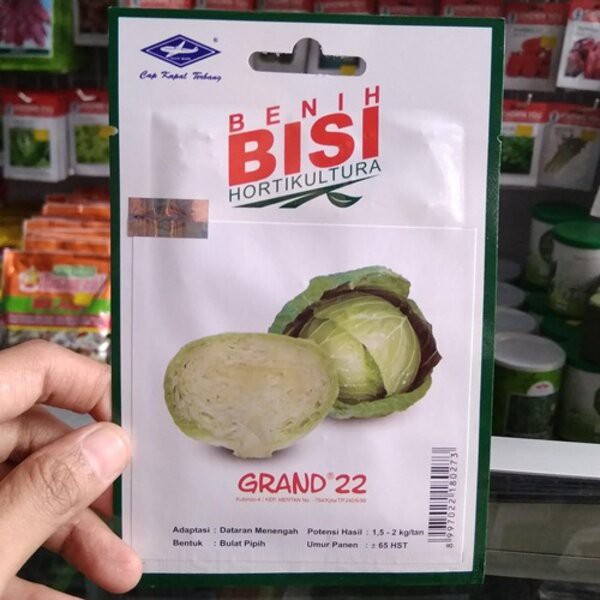 Cap Kapal Terbang
BENIH
BISI
HORTIKULTURA
GRAND® 22
Adaptasi : Dataran Menengah Potensi Hasil : 1,5 - 2 kg/tan
Bentuk : Bulat Pipih Umur Panen : ± 65 HST
8997022180273